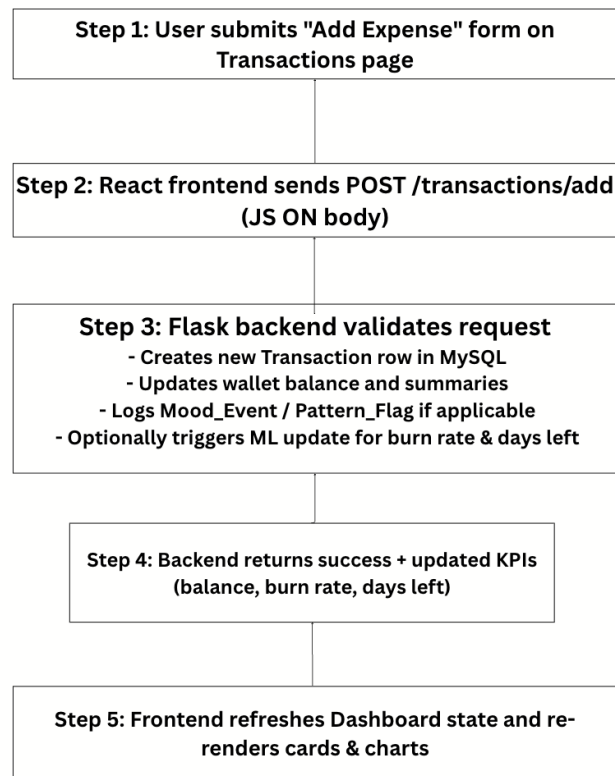 Step 1: User submits "Add Expense" form on
Transactions page
Step 2: React frontend sends POST /transactions/add
(JS ON body)
Step 3: Flask backend validates request
- Creates new Transaction row in MySQL
- Updates wallet balance and summaries
- Logs Mood_Event / Pattern_Flag if applicable
- Optionally triggers ML update for burn rate & days left
Step 4: Backend returns success + updated KPIs
(balance, burn rate, days left)
Step 5: Frontend refreshes Dashboard state and re-
renders cards & charts